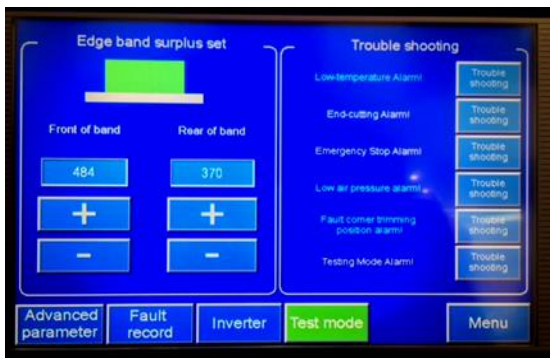 Edge band surplus set
Front of band
Rear of band
484
370
+
+
-
-
Trouble shooting
Low-temperature Alarm!
Trouble
shooting
End-cutting Alarm!
Trouble
shooting
Emergency Stop Alarm!
Trouble
shooting
Low air pressure alarm!
Trouble
shooting
Fault corner trimming
position alarm!
Trouble
shooting
Testing Mode Alarm!
Trouble
shooting
Advanced
parameter
Fault
record
Inverter
Test mode
Menu